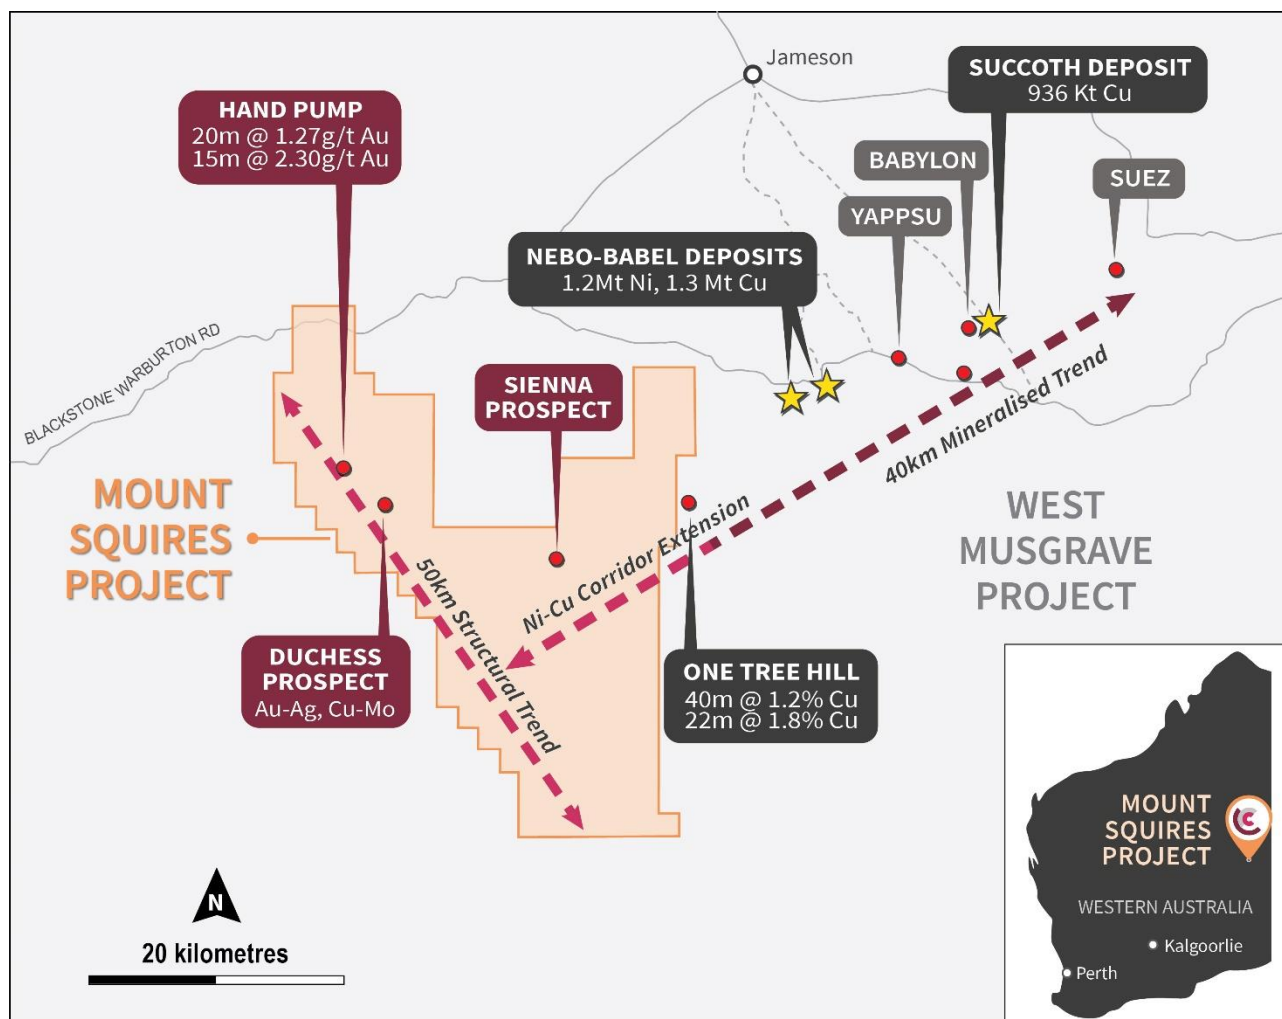 Jameson
SUCCOTH DEPOSIT
936 Kt Cu
HAND PUMP
20m @ 1.27g/t Au
15m @ 2.30g/t Au
BABYLON
SUEZ
YAPPSU
NEBO-BABEL DEPOSITS
1.2Mt Ni, 1.3 Mt Cu
BLACKSTONE WARBURTON RD
SIENNA
PROSPECT
40km Mineralised Trend
MOUNT
SQUIRES
PROJECT
WEST
MUSGRAVE
PROJECT
Ni-Cu Corridor Extension
50km Structural Trend
DUCHESS
PROSPECT
Au-Ag, Cu-Mo
ONE TREE HILL
40m @ 1.2% Cu
22m @ 1.8% Cu
N
20 kilometres
MOUNT
SQUIRES
PROJECT
WESTERN AUSTRALIA
Kalgoorlie
Perth